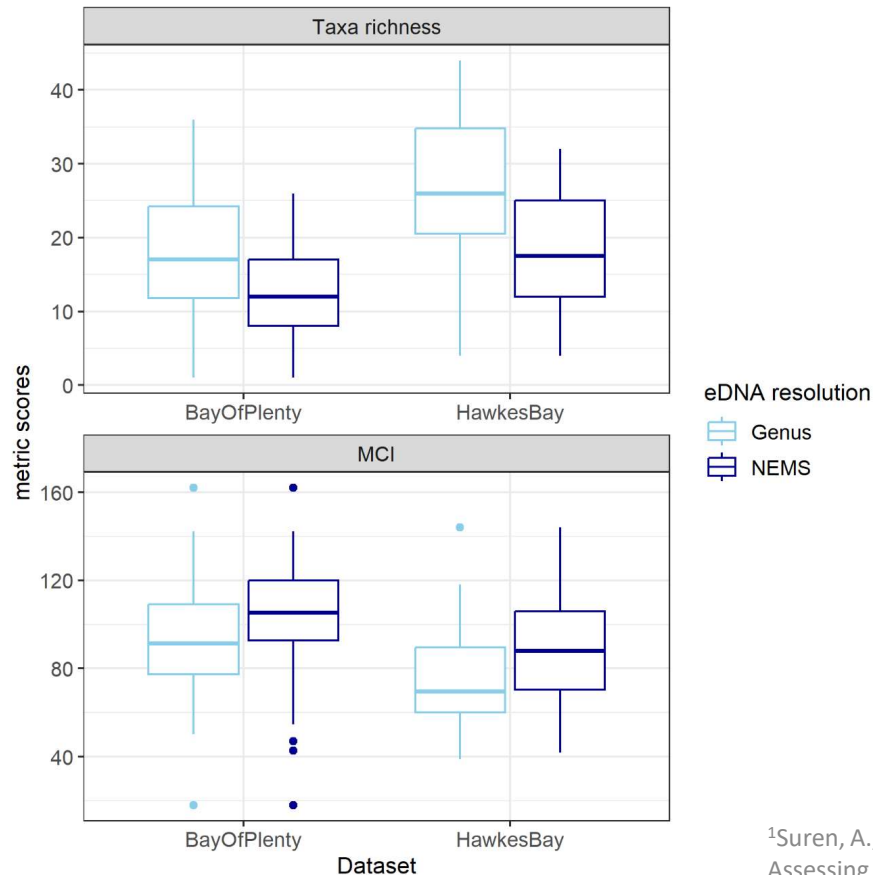 Taxa richness
40
30
20
10
0
BayOfPlenty HawkesBay
MCI
160
120
80
40
BayOfPlenty HawkesBay
Dataset
metric scores
eDNA resolution
Genus
NEMS
¹Suren, A.,
Assessing